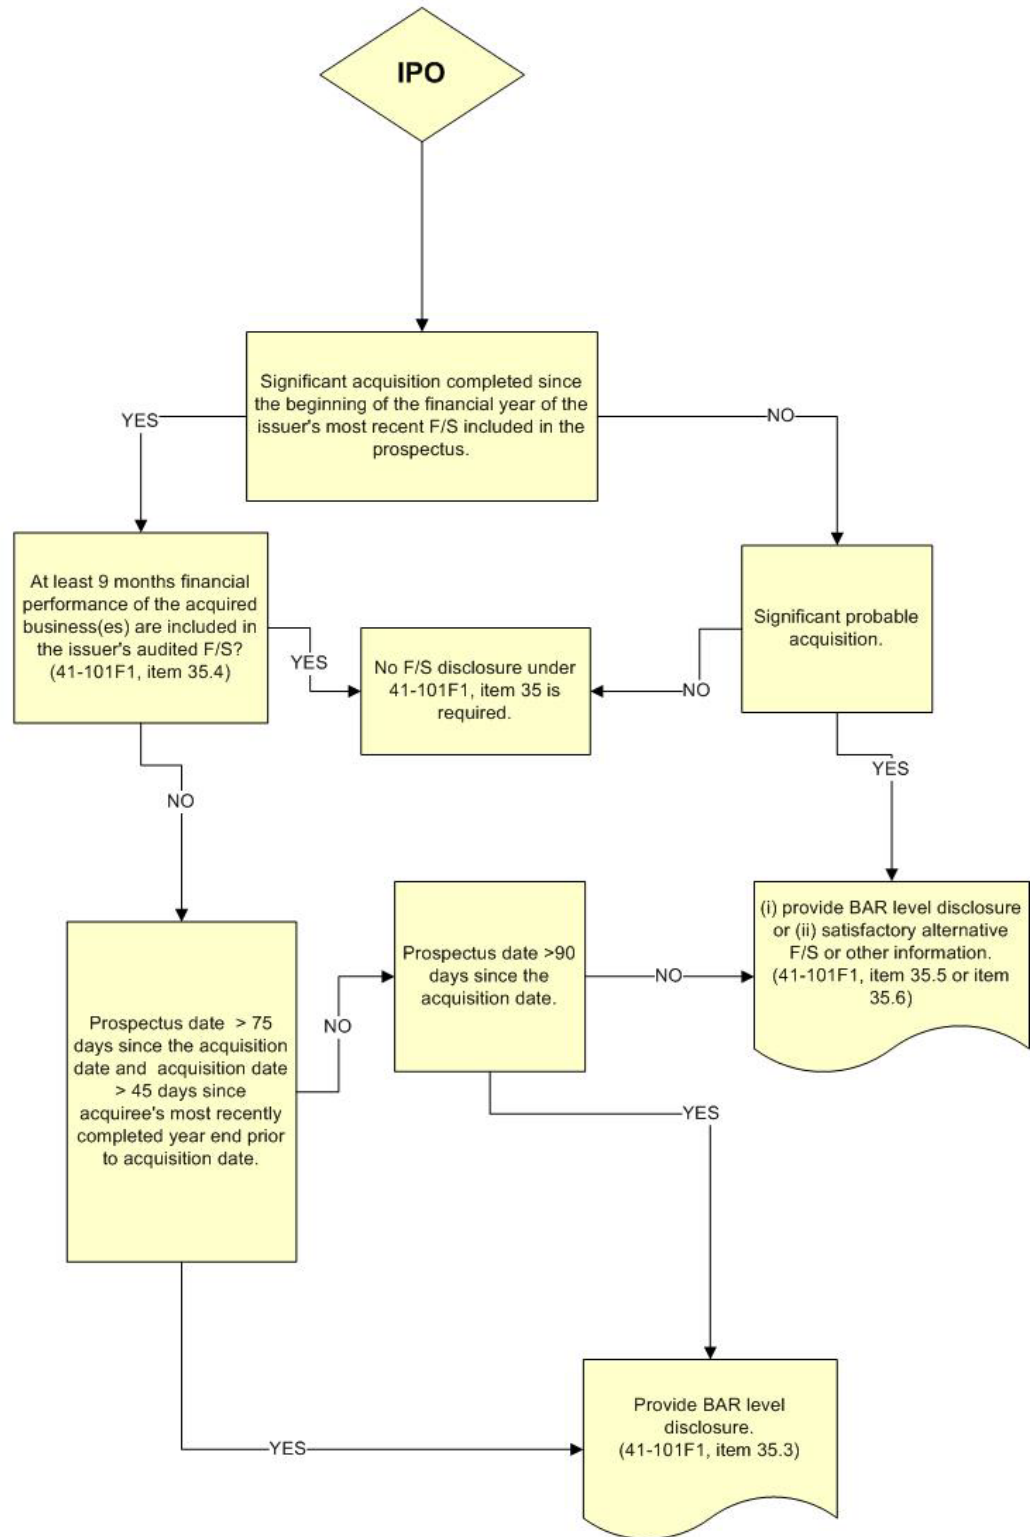 IPO
Significant acquisition completed since
the beginning of the financial year of the
issuer's most recent F/S included in the
prospectus.
YES
NO
At least 9 months financial
performance of the acquired
business(es) are included in
the issuer's audited F/S?
(41-101F1, item 35.4)
YES
No F/S disclosure under
41-101F1, item 35 is
required.
NO
Significant probable
acquisition.
YES
NO
Prospectus date > 75
days since the acquisition
date and acquisition date
> 45 days since
acquiree's most recently
completed year end prior
to acquisition date.
NO
Prospectus date >90
days since the
acquisition date.
NO
(i) provide BAR level disclosure
or (ii) satisfactory alternative
F/S or other information.
(41-101F1, item 35.5 or item
35.6)
YES
YES
Provide BAR level
disclosure.
(41-101F1, item 35.3)